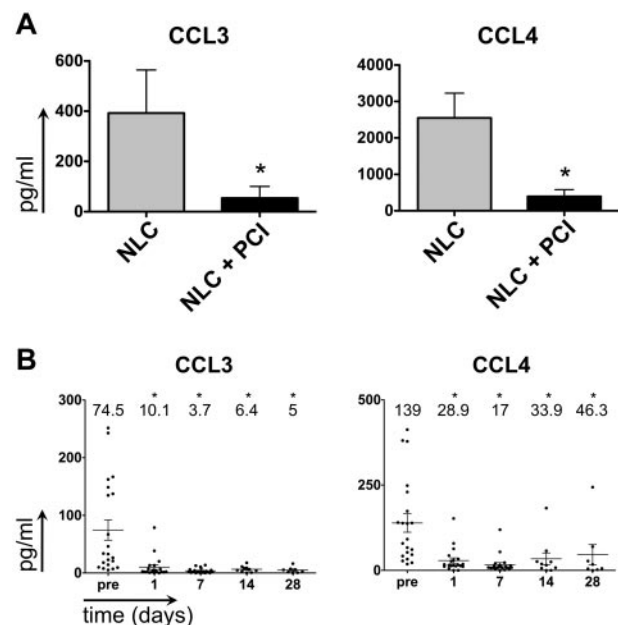 A
CCL3
CCL4
pg/ml
600
400
200
0
4000
3000
2000
1000
0
*
*
NLC
NLC + PCI
NLC
NLC + PCI
B
CCL3
CCL4
pg/ml
300
200
100
0
500
250
0
* * * *
74.5 10.1 3.7 6.4 5
* * * *
139 28.9 17 33.9 46.3
pre 1 7 14 28
pre 1 7 14 28
time (days)